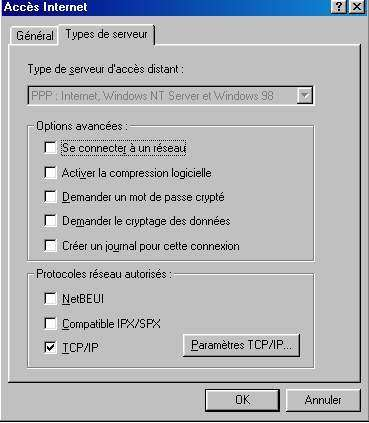 Accès Internet
Général Types de serveur
Type de serveur d'accès distant :
PPP : Internet, Windows NT Server et Windows 98
Options avancées :
Se connecter à un réseau
Activer la compression logicielle
Demander un mot de passe crypté
Demander le cryptage des données
Créer un journal pour cette connexion
Protocoles réseau autorisés :
NetBEUI
Compatible IPX/SPX
TCP/IP Paramètres TCP/IP...
OK Annuler